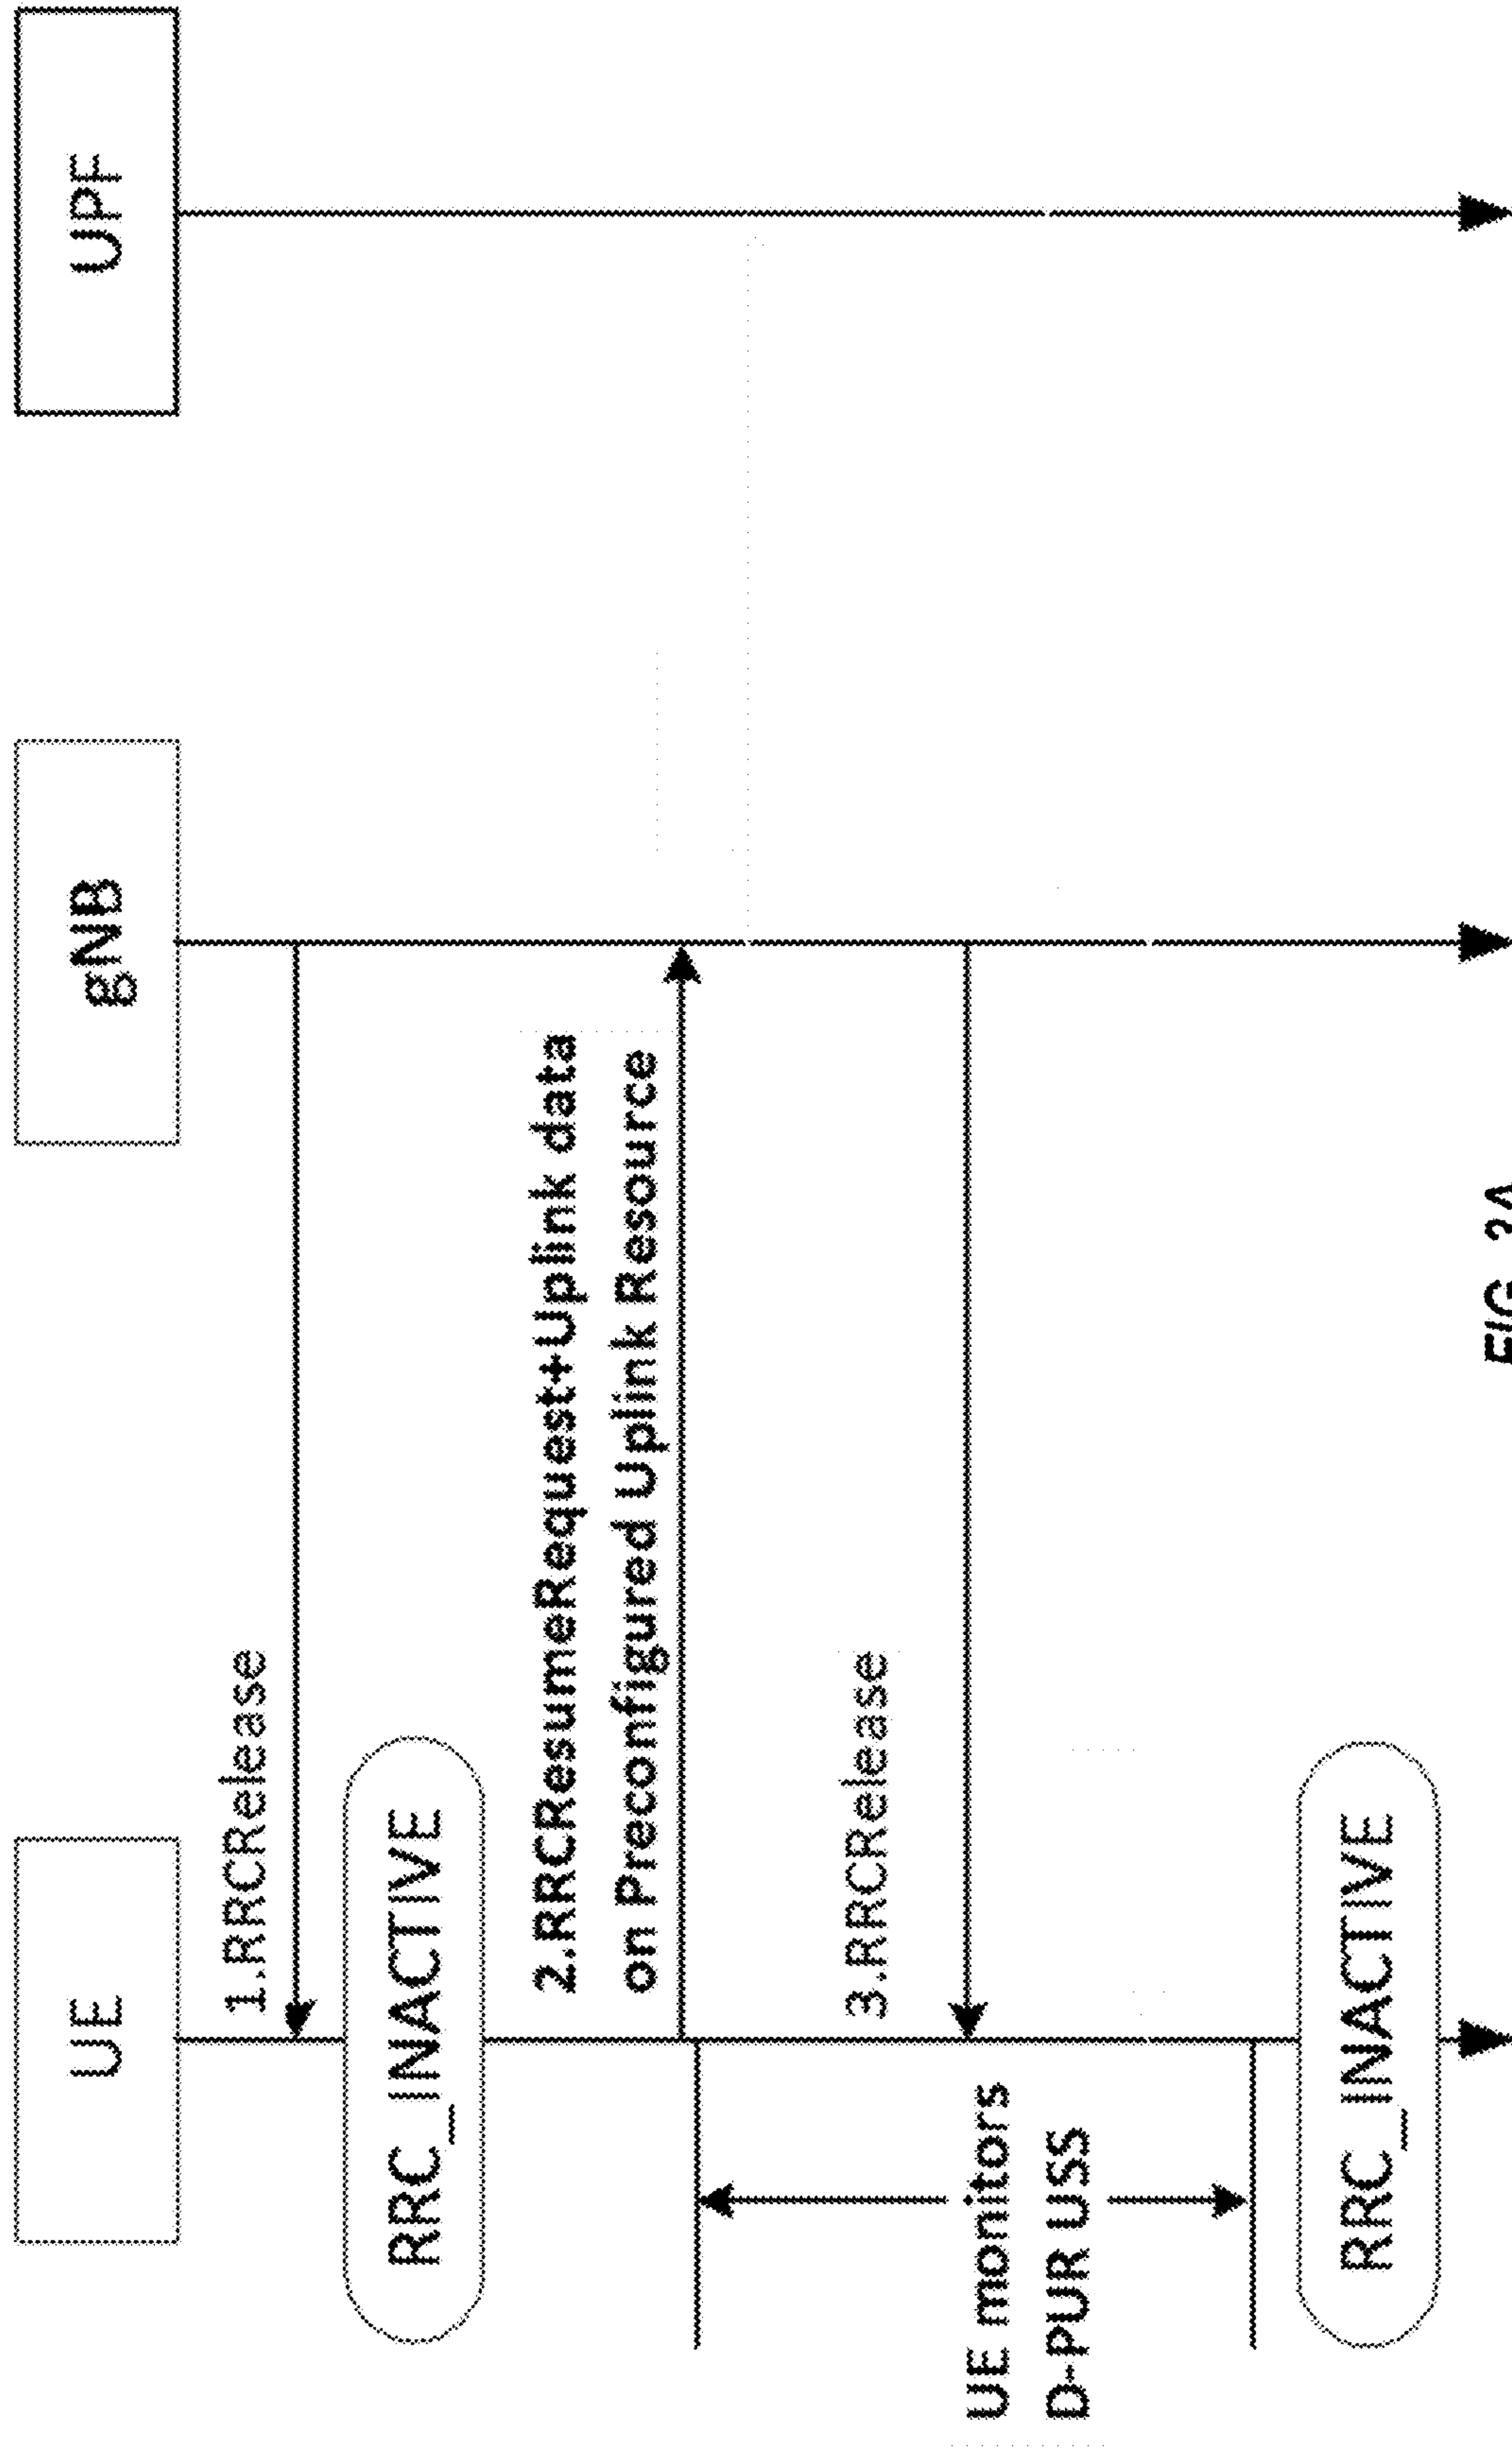 UE
gNB
UPF
1.RRCRelease
RRC_INACTIVE
2.RRCResumeRequest+Uplink data
on Preconfigured Uplink Resource
3.RRCRelease
UE monitors
D-PUR USS
RRC_INACTIVE